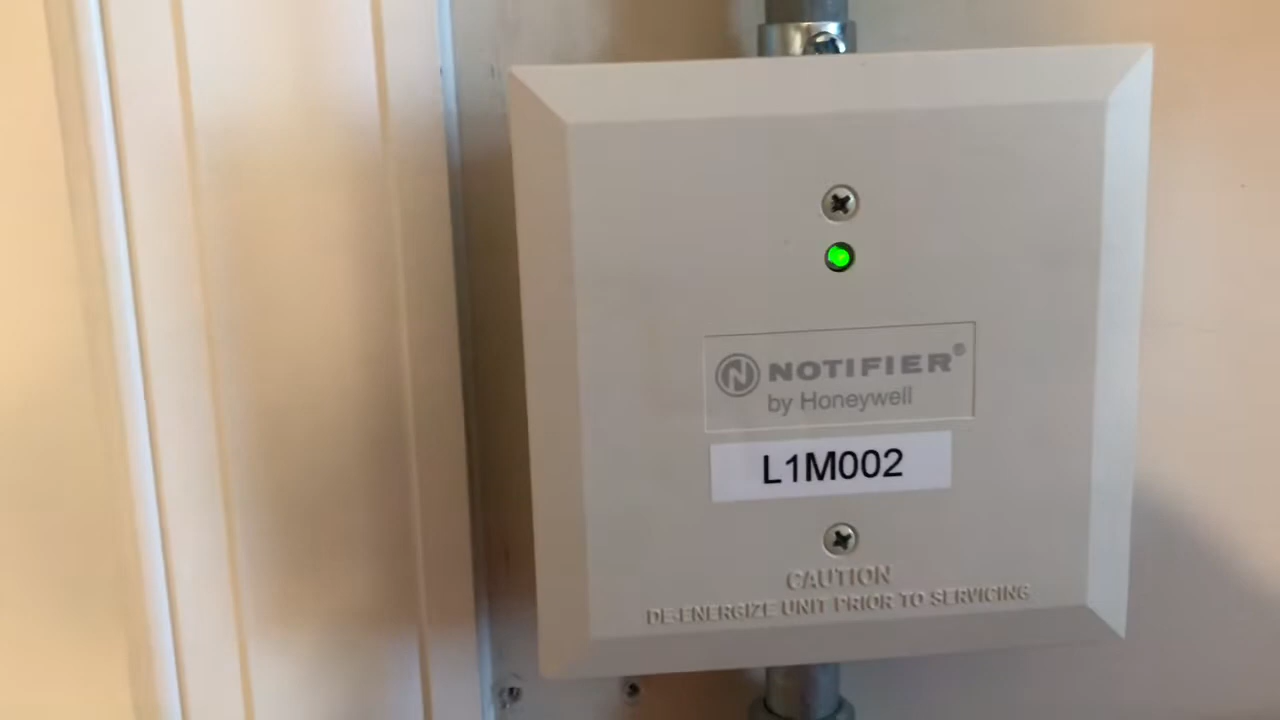 NOTIFIER®
by Honeywell
L1M002
CAUTION
DE-ENERGIZE UNIT PRIOR TO SERVICING